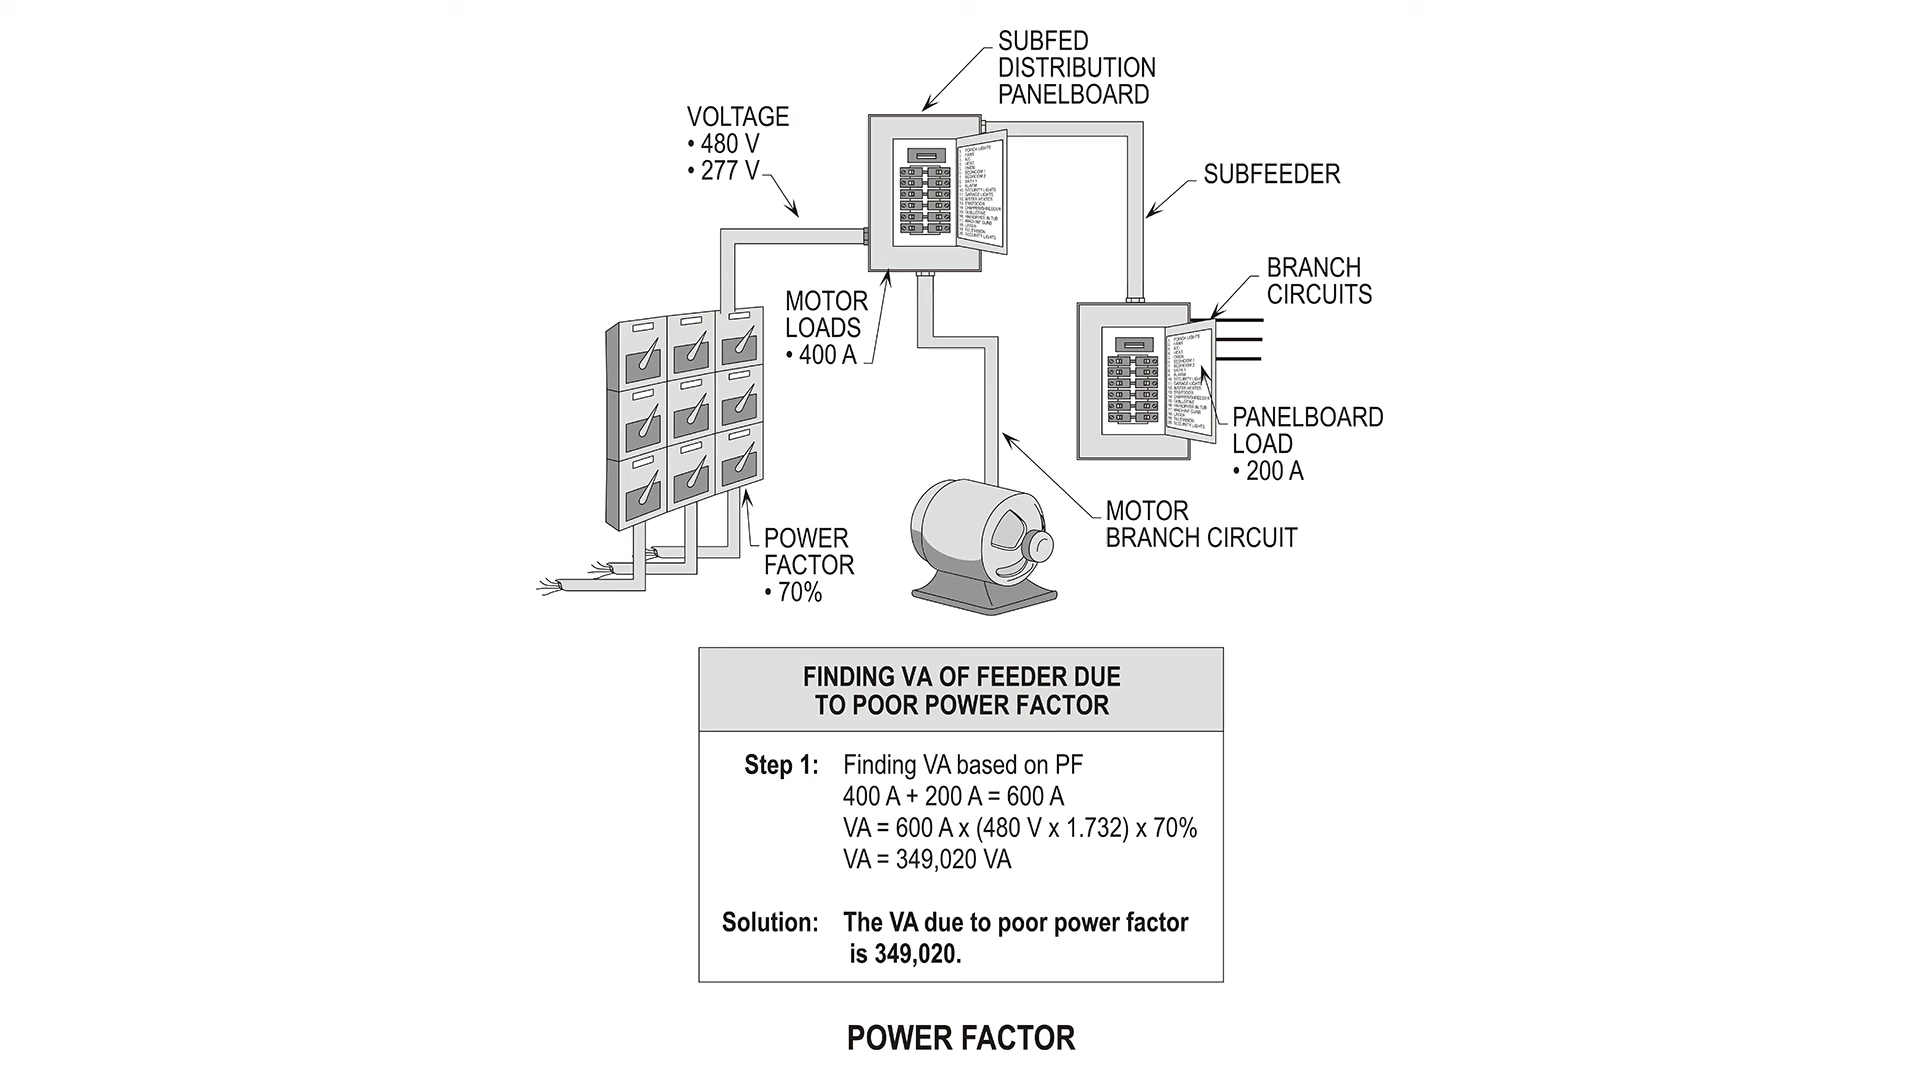 SUBFED
DISTRIBUTION
PANELBOARD
VOLTAGE
• 480 V
• 277 V
SUBFEEDER
BRANCH
CIRCUITS
MOTOR
LOADS
• 400 A
PANELBOARD
LOAD
• 200 A
MOTOR
BRANCH CIRCUIT
POWER
FACTOR
• 70%
FINDING VA OF FEEDER DUE
TO POOR POWER FACTOR
Step 1: Finding VA based on PF
400 A + 200 A = 600 A
VA = 600 A x (480 V x 1.732) x 70%
VA = 349,020 VA
Solution: The VA due to poor power factor
is 349,020.
POWER FACTOR